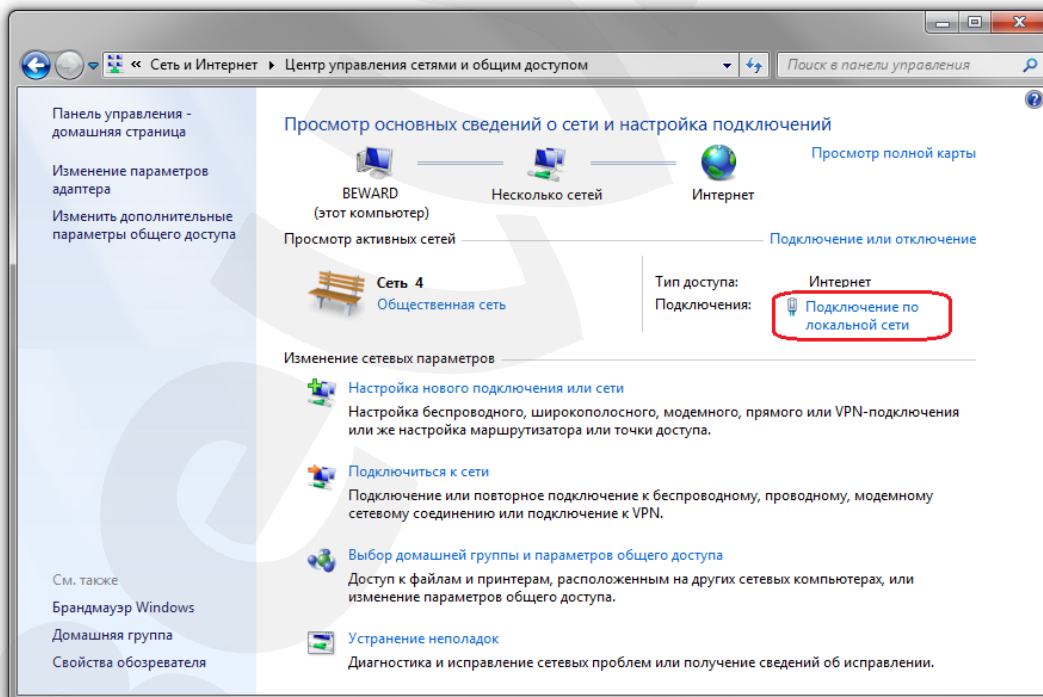 « Сеть и Интернет ▸ Центр управления сетями и общим доступом
Поиск в панели управления
Панель управления -
домашняя страница
Изменение параметров
адаптера
Изменить дополнительные
параметры общего доступа
Просмотр основных сведений о сети и настройка подключений
Просмотр полной карты
BEWARD
(этот компьютер)
Несколько сетей
Интернет
Просмотр активных сетей
Подключение или отключение
Сеть 4
Общественная сеть
Тип доступа: Интернет
Подключения: Подключение по
локальной сети
Изменение сетевых параметров
Настройка нового подключения или сети
Настройка беспроводного, широкополосного, модемного, прямого или VPN-подключения
или же настройка маршрутизатора или точки доступа.
Подключиться к сети
Подключение или повторное подключение к беспроводному, проводному, модемному
сетевому соединению или подключение к VPN.
Выбор домашней группы и параметров общего доступа
Доступ к файлам и принтерам, расположенным на других сетевых компьютерах, или
изменение параметров общего доступа.
Устранение неполадок
Диагностика и исправление сетевых проблем или получение сведений об исправлении.
См. также
Брандмауэр Windows
Домашняя группа
Свойства обозревателя